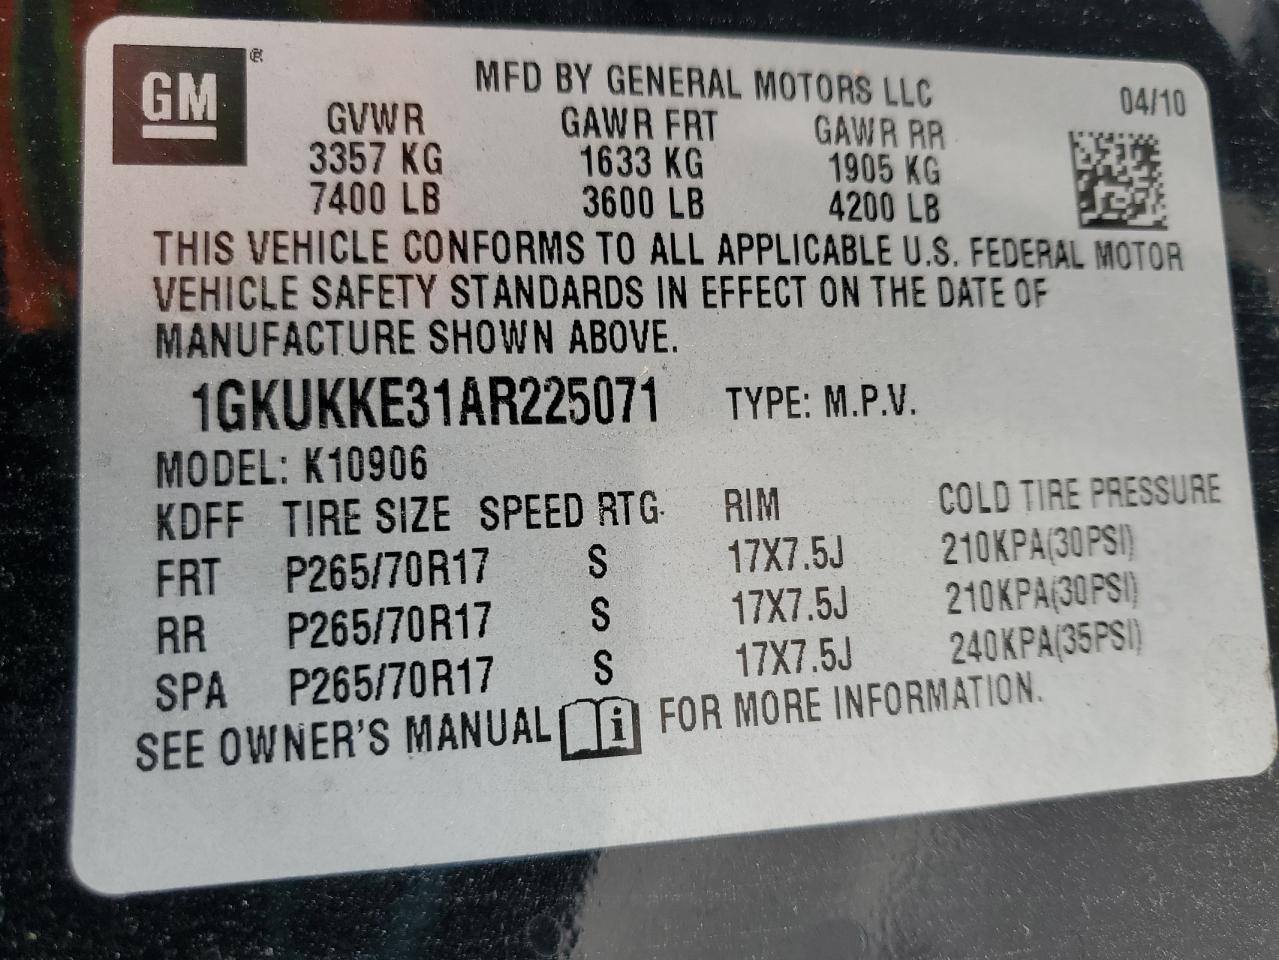 GM ®
MFD BY GENERAL MOTORS LLC 04/10
GVWR GAWR FRT GAWR RR
3357 KG 1633 KG 1905 KG
7400 LB 3600 LB 4200 LB
THIS VEHICLE CONFORMS TO ALL APPLICABLE U.S. FEDERAL MOTOR
VEHICLE SAFETY STANDARDS IN EFFECT ON THE DATE OF
MANUFACTURE SHOWN ABOVE.
1GKUKKE31AR225071 TYPE: M.P.V.
MODEL: K10906
KDFF TIRE SIZE SPEED RTG RIM COLD TIRE PRESSURE
FRT P265/70R17 S 17X7.5J 210KPA(30PSI)
RR P265/70R17 S 17X7.5J 210KPA(30PSI)
SPA P265/70R17 S 17X7.5J 240KPA(35PSI)
SEE OWNER'S MANUAL i FOR MORE INFORMATION.